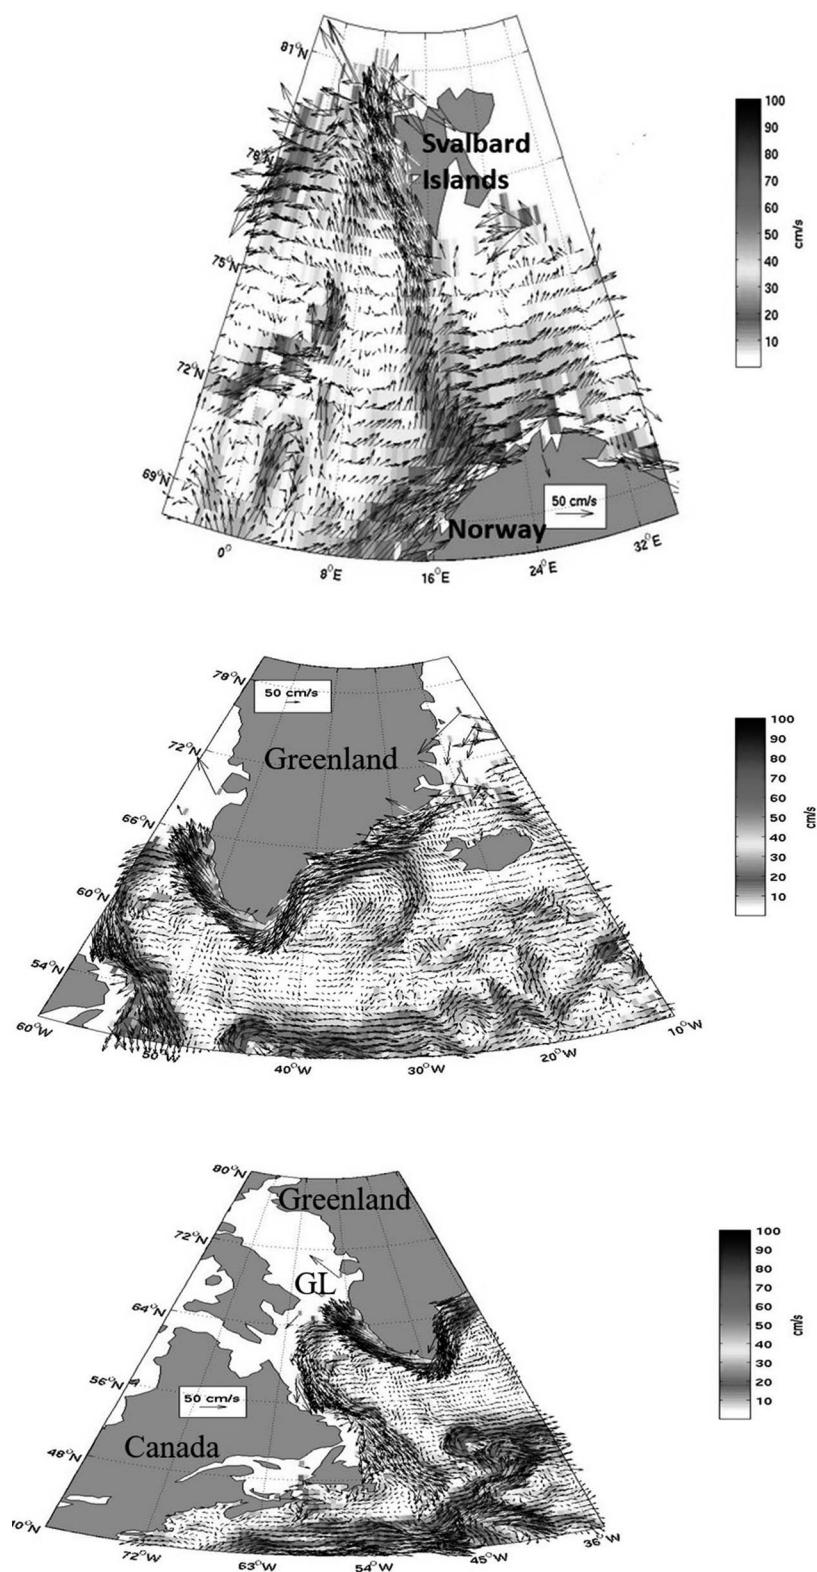 81°N
78°N
75°N
72°N
69°N
0°
8°E
16°E
24°E
32°E
Svalbard
Islands
Norway
50 cm/s
100
90
80
70
60
50
40
30
20
10
cm/s
78°N
72°N
66°N
60°N
54°N
60°W
50°W
40°W
30°W
20°W
10°W
50 cm/s
Greenland
100
90
80
70
60
50
40
30
20
10
cm/s
80°N
72°N
64°N
56°N
48°N
72°W
63°W
54°W
45°W
36°W
Greenland
GL
50 cm/s
Canada
100
90
80
70
60
50
40
30
20
10
cm/s